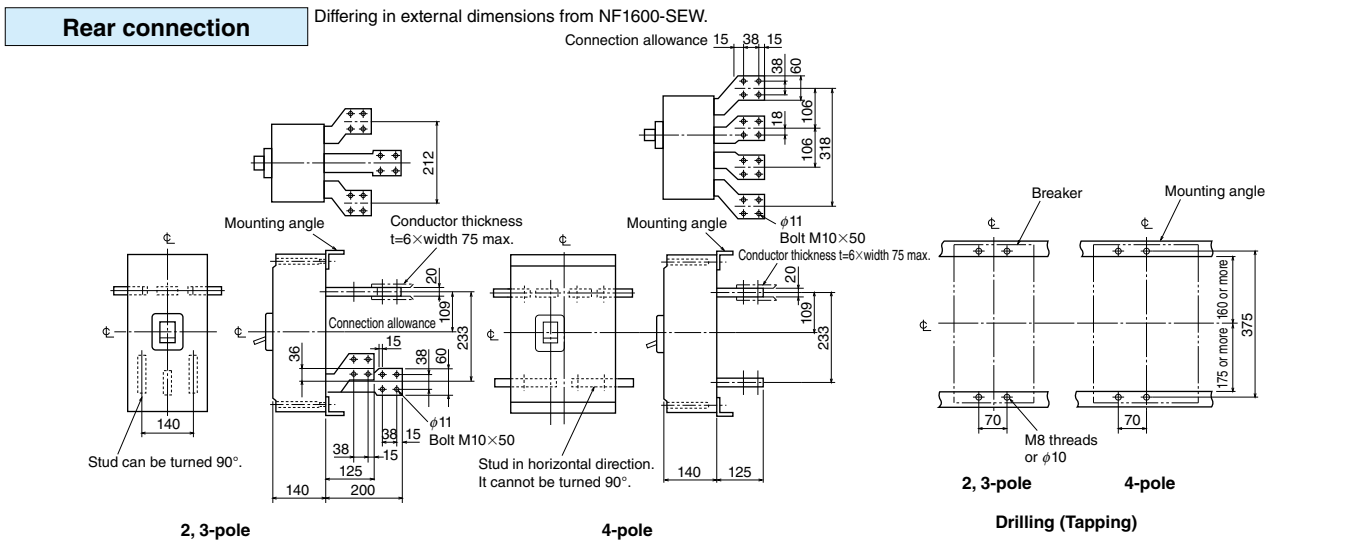 Rear connection
Differing in external dimensions from NF1600-SEW.
Connection allowance 15 38 15
38
60
18
106
106
318
212
φ11
Bolt M10×50
Mounting angle
Conductor thickness
t=6×width 75 max.
℄
℄
℄
20
109
233
Connection allowance
15
36
38
60
φ11
Bolt M10×50
38 15
38
15
125
140
200
140
Stud can be turned 90°.
2, 3-pole
Mounting angle
Conductor thickness t=6×width 75 max.
℄
℄
20
109
233
Stud in horizontal direction.
It cannot be turned 90°.
140
125
4-pole
Breaker
Mounting angle
℄
℄
℄
160 or more
175 or more
375
70
70
M8 threads
or φ10
2, 3-pole
4-pole
Drilling (Tapping)